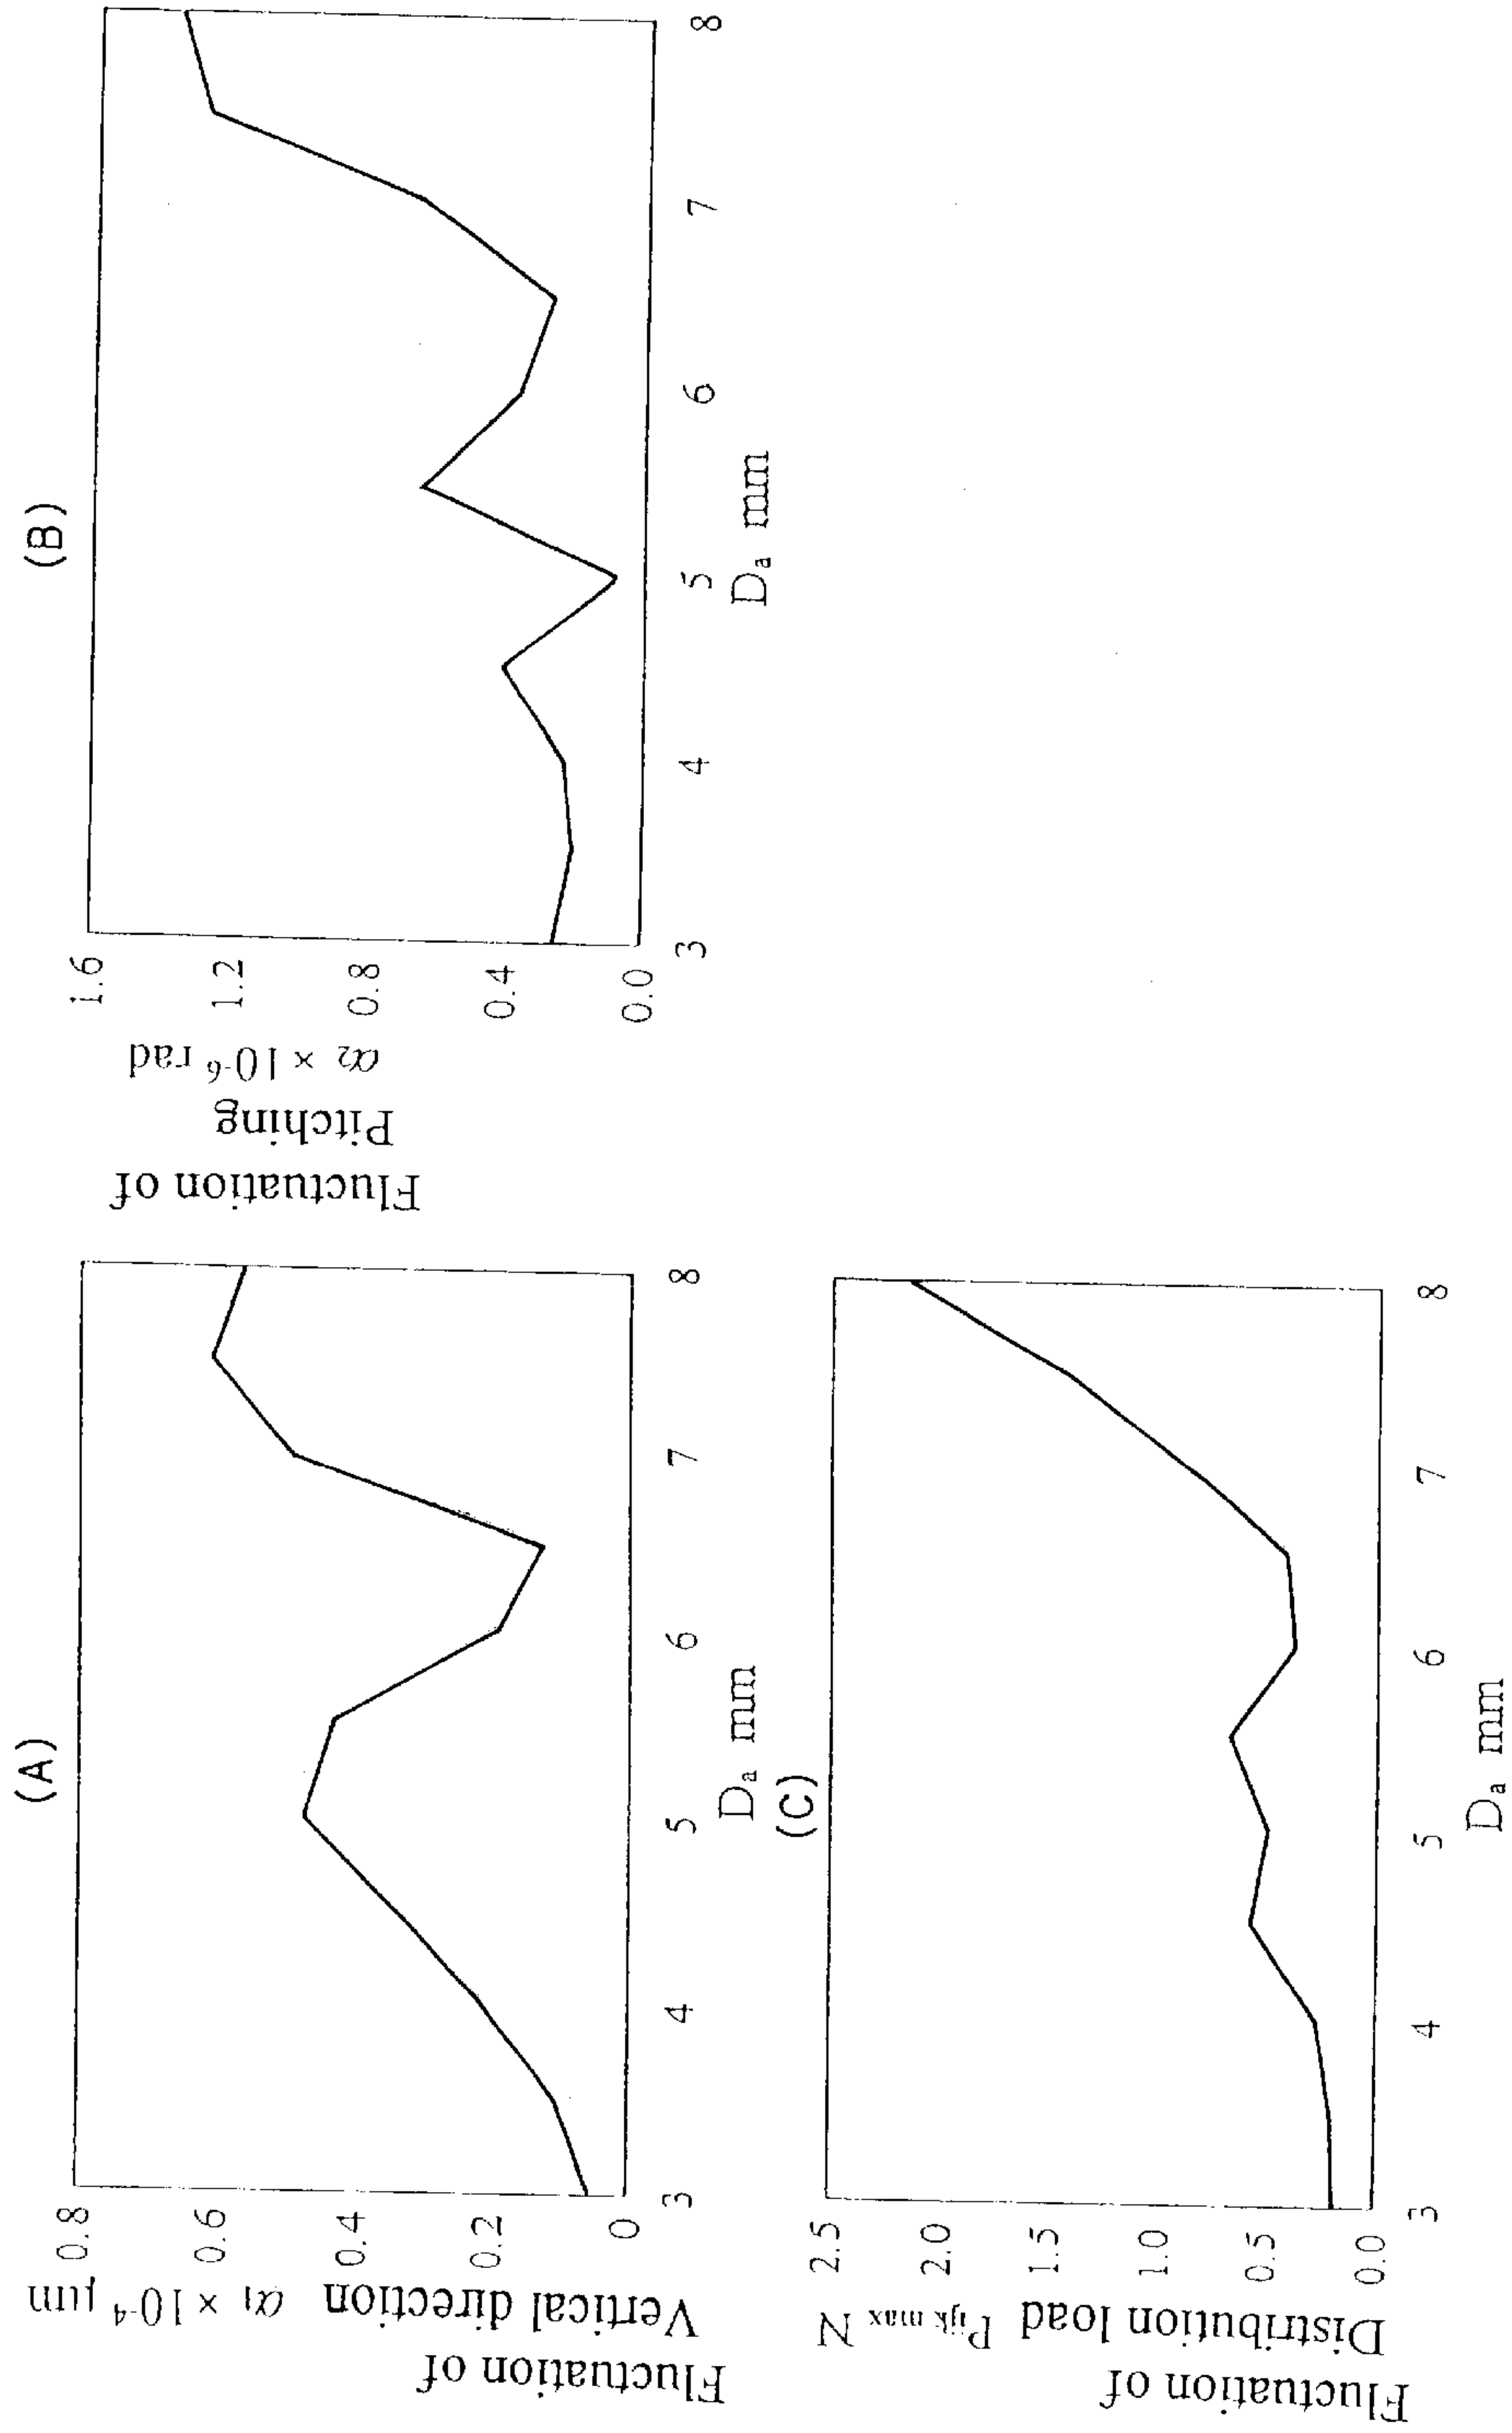 (A)
Fluctuation of
Vertical direction α₁ × 10⁻⁴ μm
0.8
0.6
0.4
0.2
0
3 4 5 6 7 8
Dₐ mm
(B)
Fluctuation of
Pitching
α₂ × 10⁻⁶ rad
1.6
1.2
0.8
0.4
0.0
3 4 5 6 7 8
Dₐ mm
(C)
Fluctuation of
Distribution load P_ijk max N
2.5
2.0
1.5
1.0
0.5
0.0
3 4 5 6 7 8
Dₐ mm